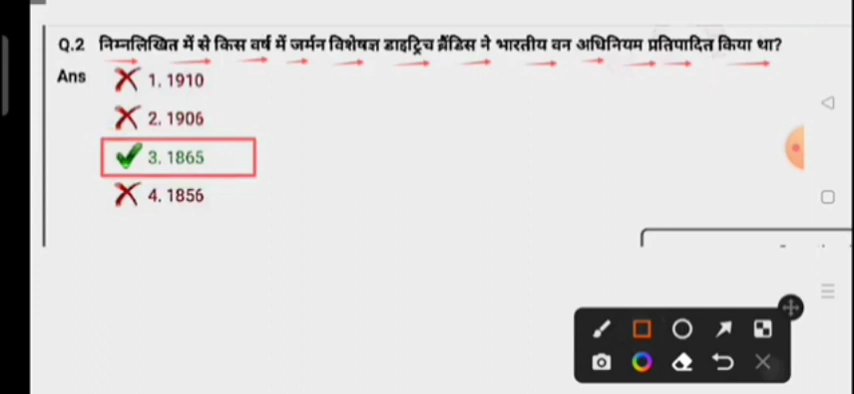 Q.2 निम्नलिखित में से किस वर्ष में जर्मन विशेषज्ञ डाइट्रिच ब्रैंडिस ने भारतीय वन अधिनियम प्रतिपादित किया था?
Ans 1. 1910
2. 1906
3. 1865
4. 1856